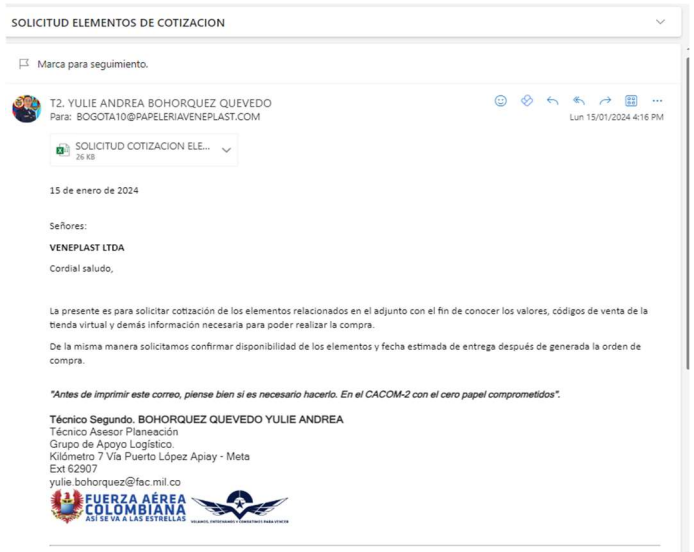 SOLICITUD ELEMENTOS DE COTIZACION
Marca para seguimiento.
T2. YULIE ANDREA BOHORQUEZ QUEVEDO
Para: BOGOTA10@PAPELERIAVENEPLAST.COM
Lun 15/01/2024 4:16 PM
SOLICITUD COTIZACION ELE...
26 KB
15 de enero de 2024
Señores:
VENEPLAST LTDA
Cordial saludo,
La presente es para solicitar cotización de los elementos relacionados en el adjunto con el fin de conocer los valores, códigos de venta de la
tienda virtual y demás información necesaria para poder realizar la compra.
De la misma manera solicitamos confirmar disponibilidad de los elementos y fecha estimada de entrega después de generada la orden de
compra.
"Antes de imprimir este correo, piense bien si es necesario hacerlo. En el CACOM-2 con el cero papel comprometidos".
Técnico Segundo. BOHORQUEZ QUEVEDO YULIE ANDREA
Técnico Asesor Planeación
Grupo de Apoyo Logístico.
Kilómetro 7 Vía Puerto López Apiay - Meta
Ext 62907
yulie.bohorquez@fac.mil.co
FUERZA AÉREA
COLOMBIANA
ASÍ SE VA A LAS ESTRELLAS
VOLAMOS, ENTRENAMOS Y COMBATIMOS PARA VENCER